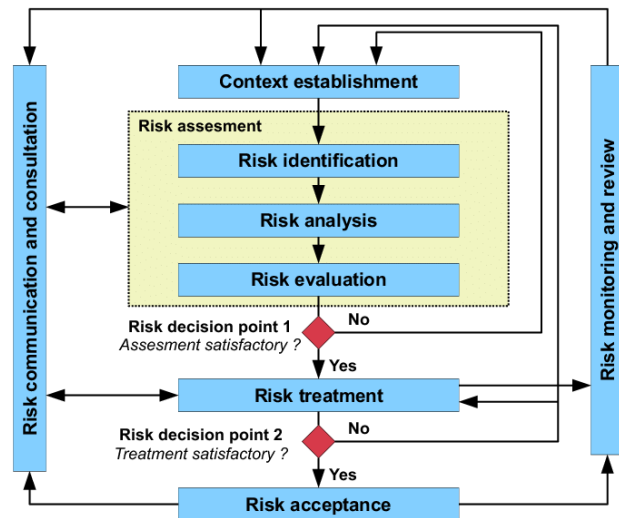 Context establishment
Risk assesment
Risk identification
Risk analysis
Risk evaluation
Risk decision point 1
Assesment satisfactory ?
No
Yes
Risk treatment
Risk decision point 2
Treatment satisfactory ?
No
Yes
Risk acceptance
Risk communication and consultation
Risk monitoring and review